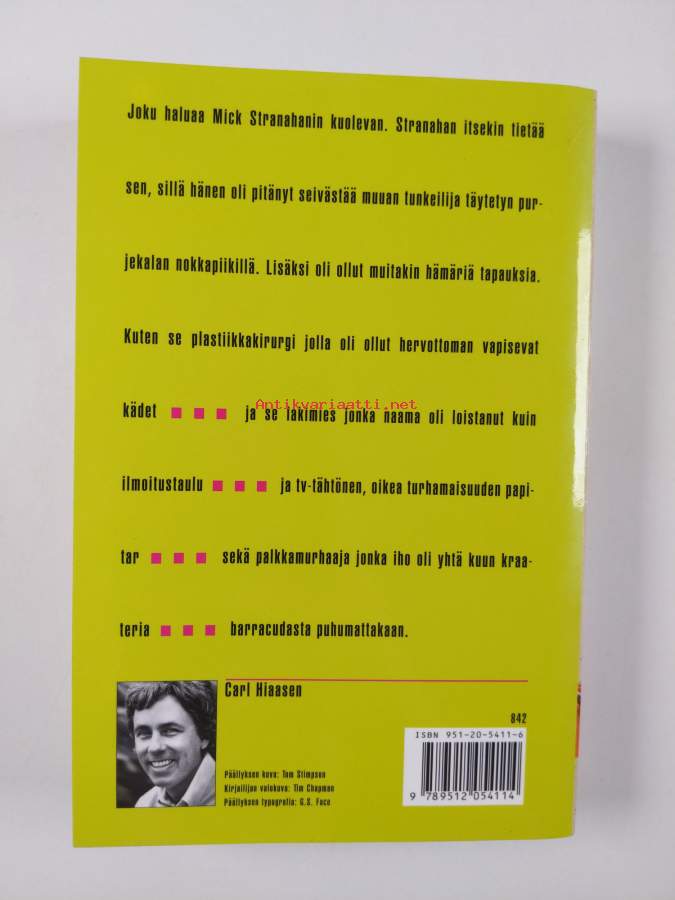 Joku haluaa Mick Stranahanin kuolevan. Stranahan itsekin tietää
sen, sillä hänen oli pitänyt seivästää muuan tunkeilija täytetyn pur-
jekalan nokkapiikillä. Lisäksi oli ollut muitakin hämäriä tapauksia.
Kuten se plastiikkakirurgi jolla oli ollut hervottoman vapisevat
Antikvariaatti.net
kädet ■ ■ ■ ja se lakimies jonka naama oli loistanut kuin
ilmoitustaulu ■ ■ ■ ja tv-tähtönen, oikea turhamaisuuden papi-
tar ■ ■ ■ sekä palkkamurhaaja jonka iho oli yhtä kuun kraa-
teria ■ ■ ■ barracudasta puhumattakaan.
Carl Hiaasen
842
ISBN 951-20-5411-6
9 789512 054114
Päällyksen kuva: Tom Stimpson
Kirjailijan valokuva: Tim Chapman
Päällyksen typografia: G.S. Face